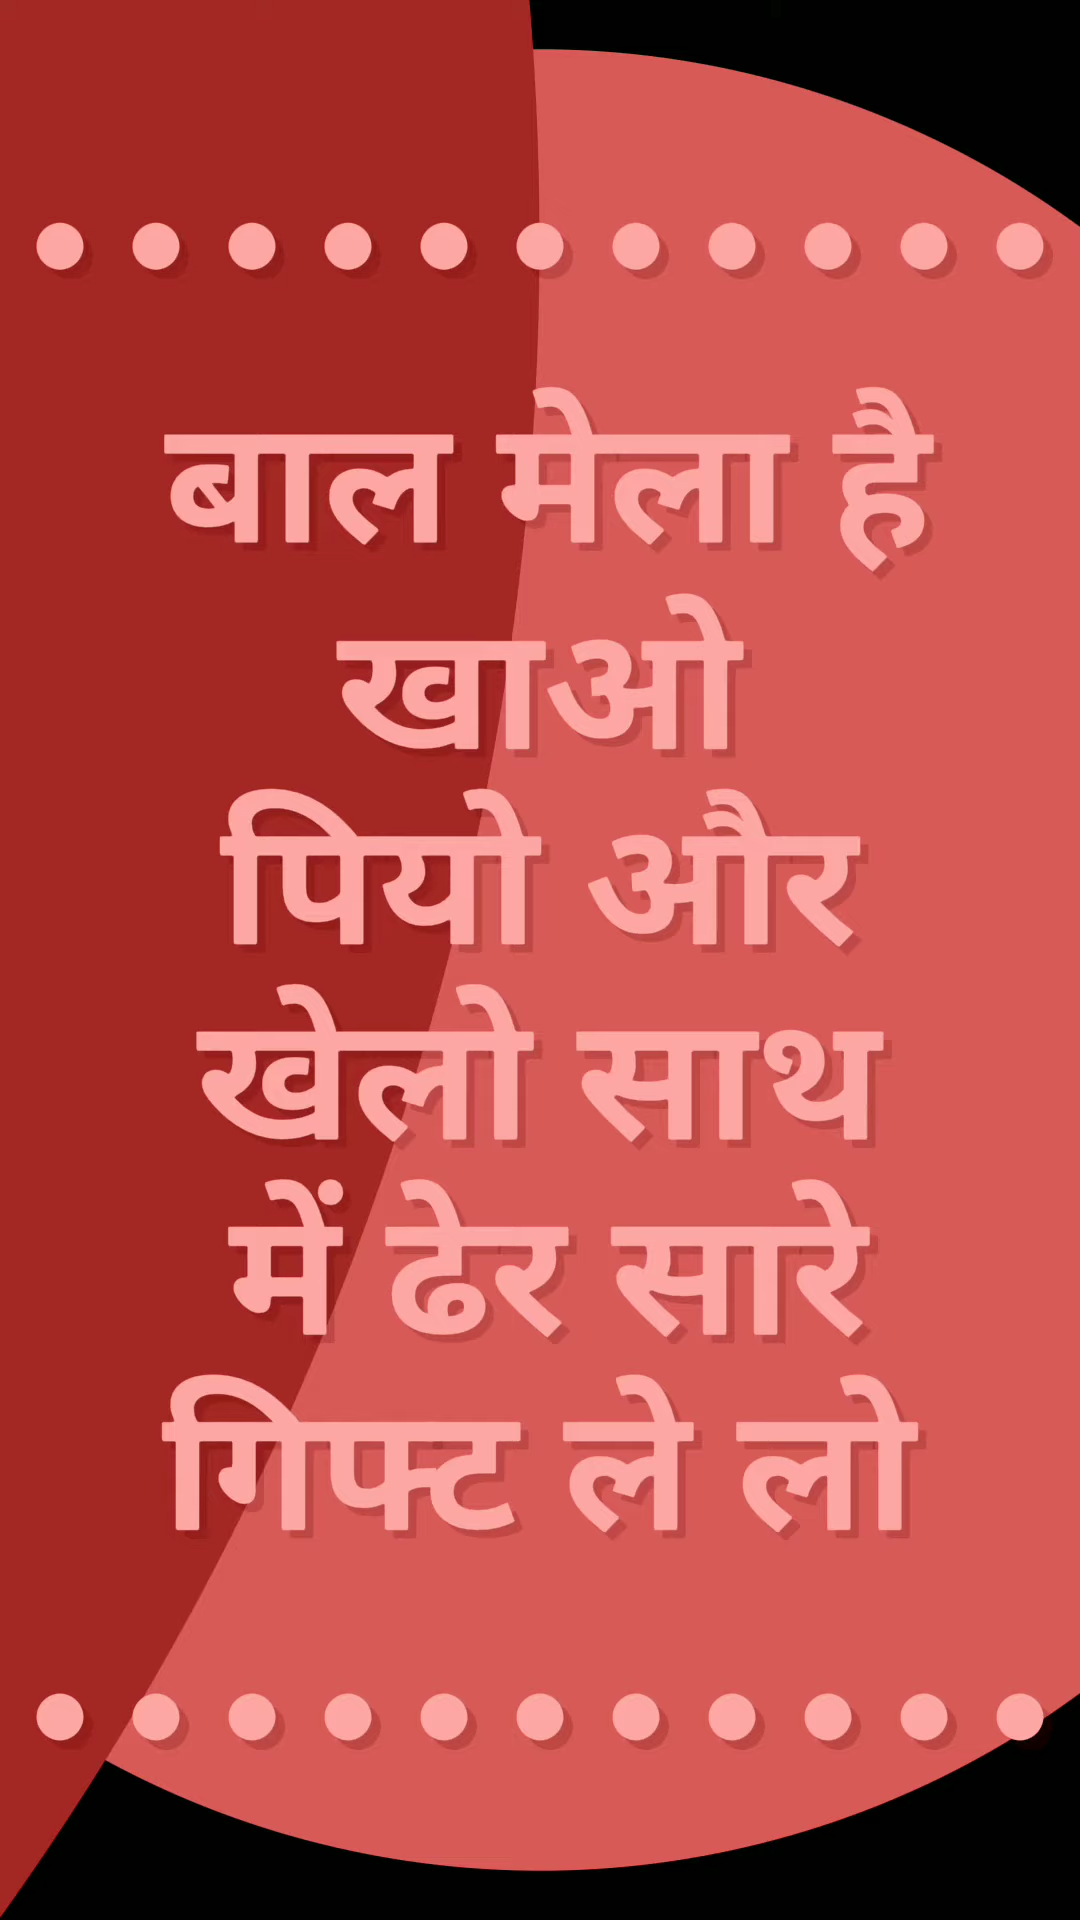 बाल मेला है
खाओ
पियो और
खेलो साथ
में ढेर सारे
गिफ्ट ले लो